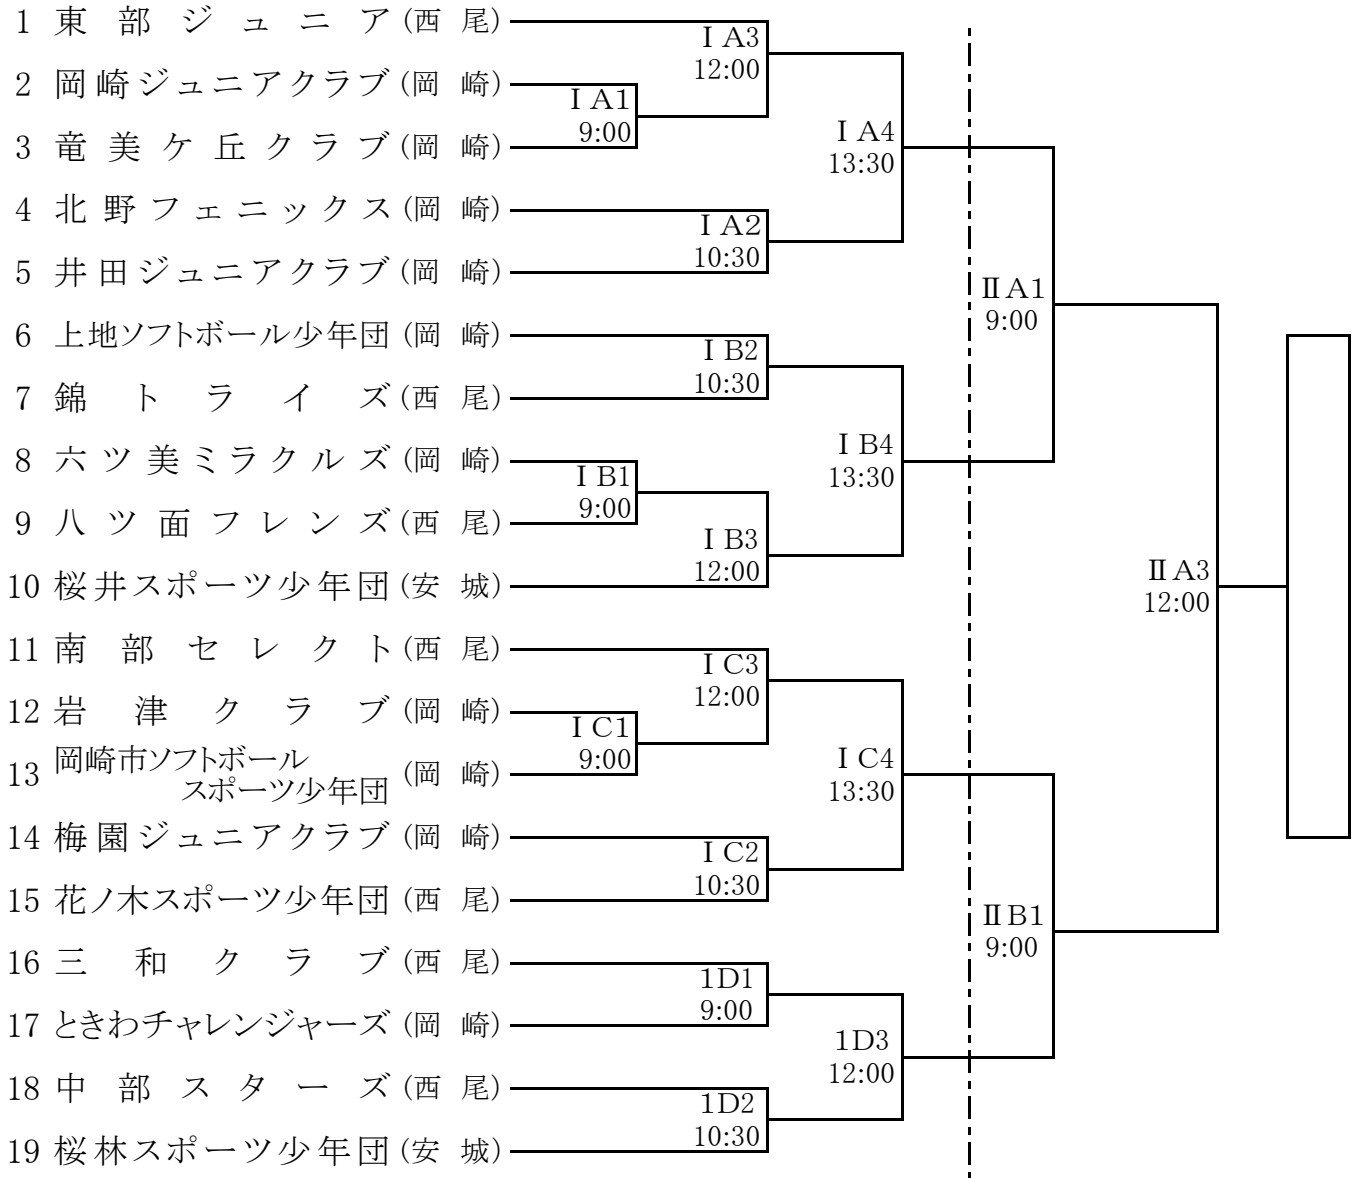 1 東部ジュニア(西尾)
ⅠA3
12:00
2 岡崎ジュニアクラブ(岡崎)
ⅠA1
9:00
3 竜美ケ丘クラブ(岡崎)
ⅠA4
13:30
4 北野フェニックス(岡崎)
ⅠA2
10:30
5 井田ジュニアクラブ(岡崎)
ⅡA1
9:00
6 上地ソフトボール少年団(岡崎)
ⅠB2
10:30
7 錦トライズ(西尾)
ⅠB4
13:30
8 六ツ美ミラクルズ(岡崎)
ⅠB1
9:00
9 八ツ面フレンズ(西尾)
ⅠB3
12:00
10 桜井スポーツ少年団(安城)
ⅡA3
12:00
11 南部セレクト(西尾)
ⅠC3
12:00
12 岩津クラブ(岡崎)
ⅠC1
9:00
13 岡崎市ソフトボール
スポーツ少年団(岡崎)
ⅠC4
13:30
14 梅園ジュニアクラブ(岡崎)
ⅠC2
10:30
15 花ノ木スポーツ少年団(西尾)
ⅡB1
9:00
16 三和クラブ(西尾)
1D1
9:00
17 ときわチャレンジャーズ(岡崎)
1D3
12:00
18 中部スターズ(西尾)
1D2
10:30
19 桜林スポーツ少年団(安城)